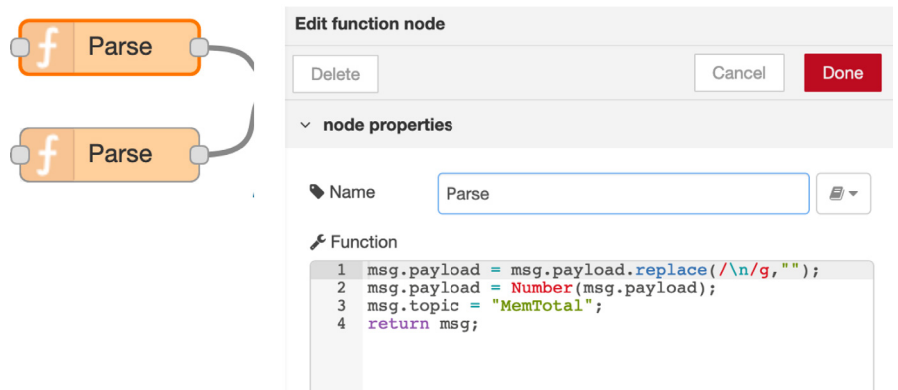 Parse
Parse
Edit function node
Delete
Cancel
Done
node properties
Name
Parse
Function
1 msg.payload = msg.payload.replace(/\n/g,"");
2 msg.payload = Number(msg.payload);
3 msg.topic = "MemTotal";
4 return msg;